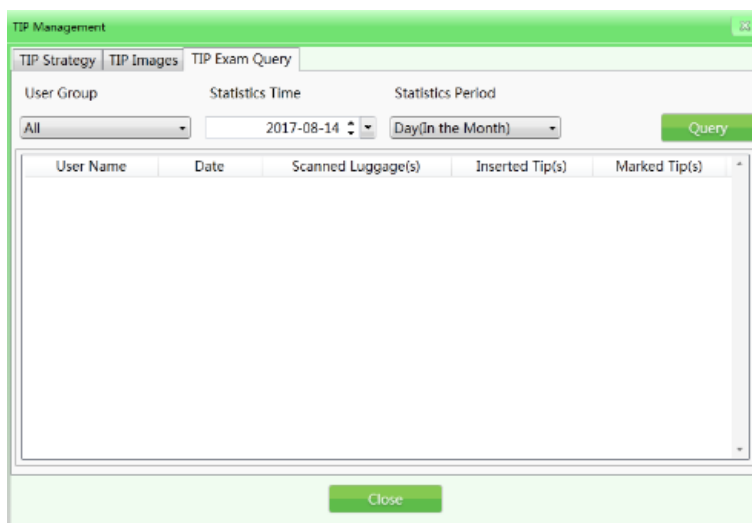 TIP Management
TIP Strategy TIP Images TIP Exam Query
User Group Statistics Time Statistics Period
All 2017-08-14 Day(In the Month) Query
User Name Date Scanned Luggage(s) Inserted Tip(s) Marked Tip(s)
Close